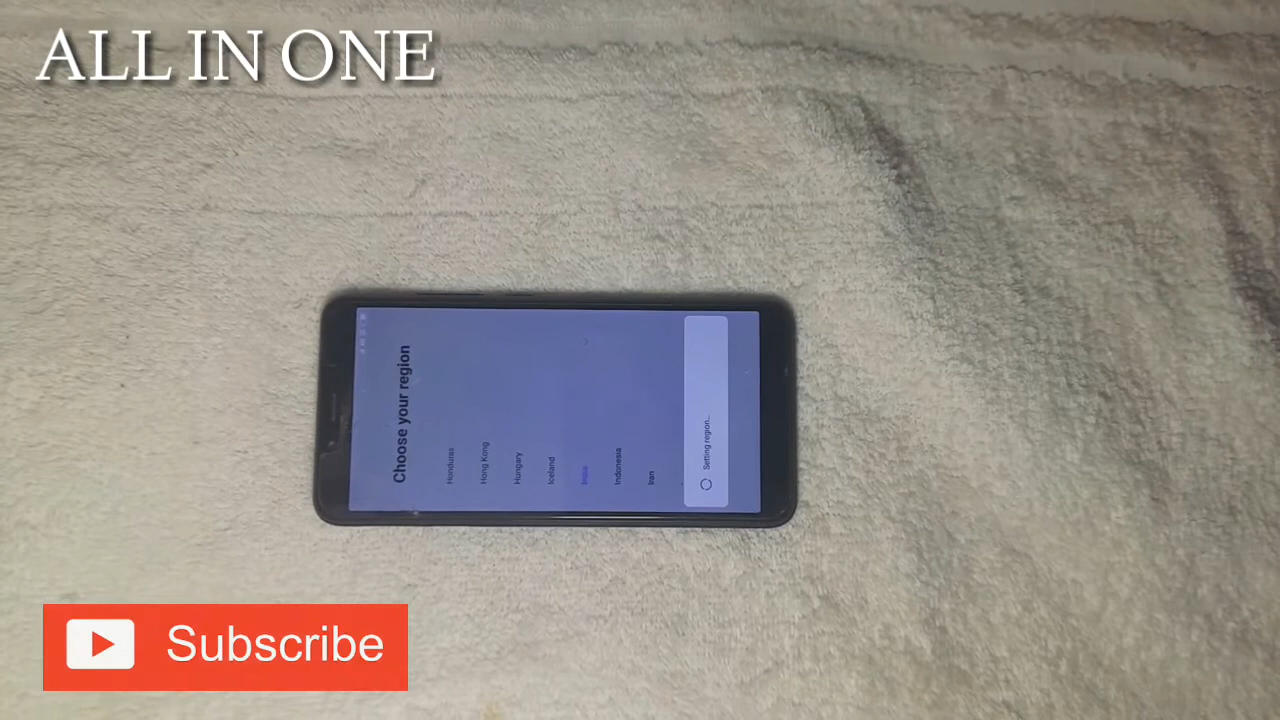 ALL IN ONE
Choose your region
Honduras
Hong Kong
Hungary
Iceland
India
Indonesia
Iran
Setting region...
Subscribe